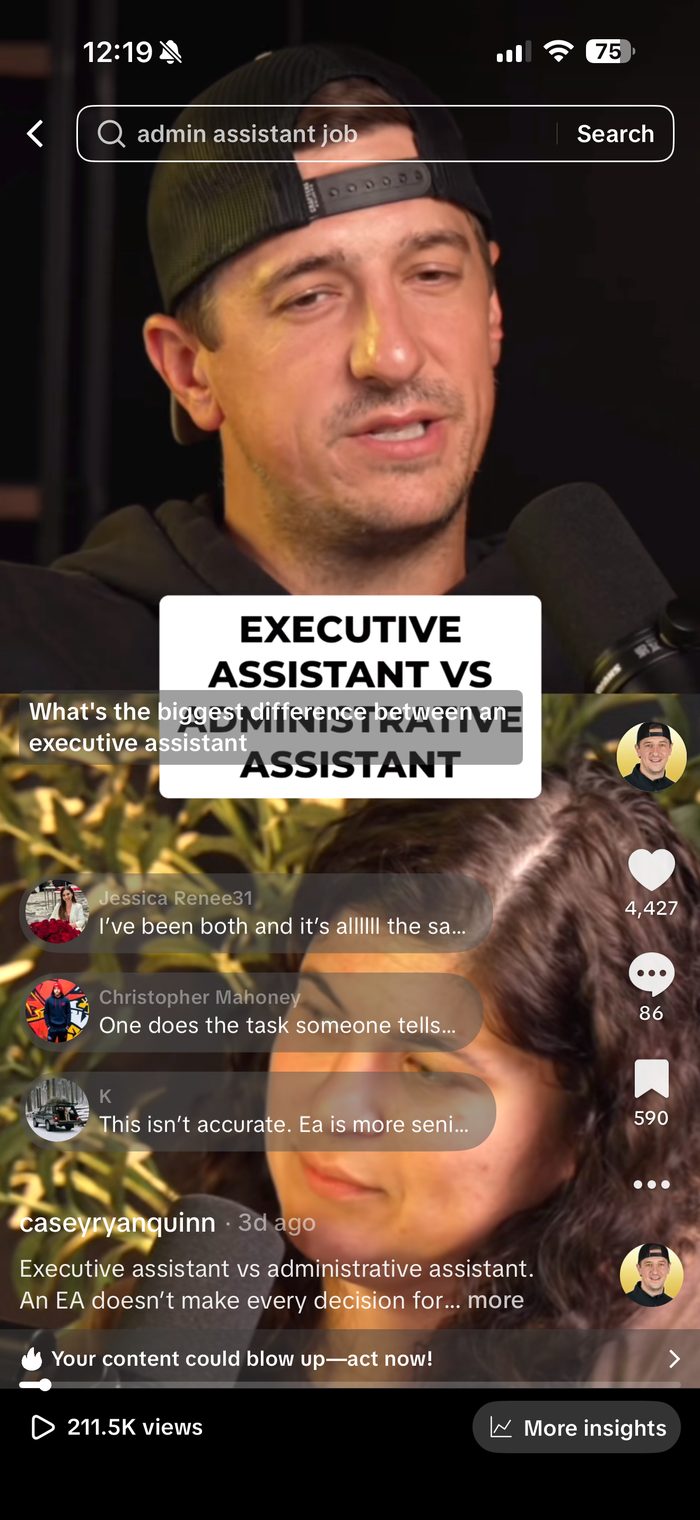 12:19
75
admin assistant job
Search
EXECUTIVE
ASSISTANT VS
ADMINISTRATIVE
ASSISTANT
What's the biggest difference between an
executive assistant
Jessica Renee31
I've been both and it's allllll the sa...
Christopher Mahoney
One does the task someone tells...
K
This isn't accurate. Ea is more seni...
4,427
86
590
caseyryanquinn · 3d ago
Executive assistant vs administrative assistant.
An EA doesn't make every decision for... more
Your content could blow up—act now!
211.5K views
More insights